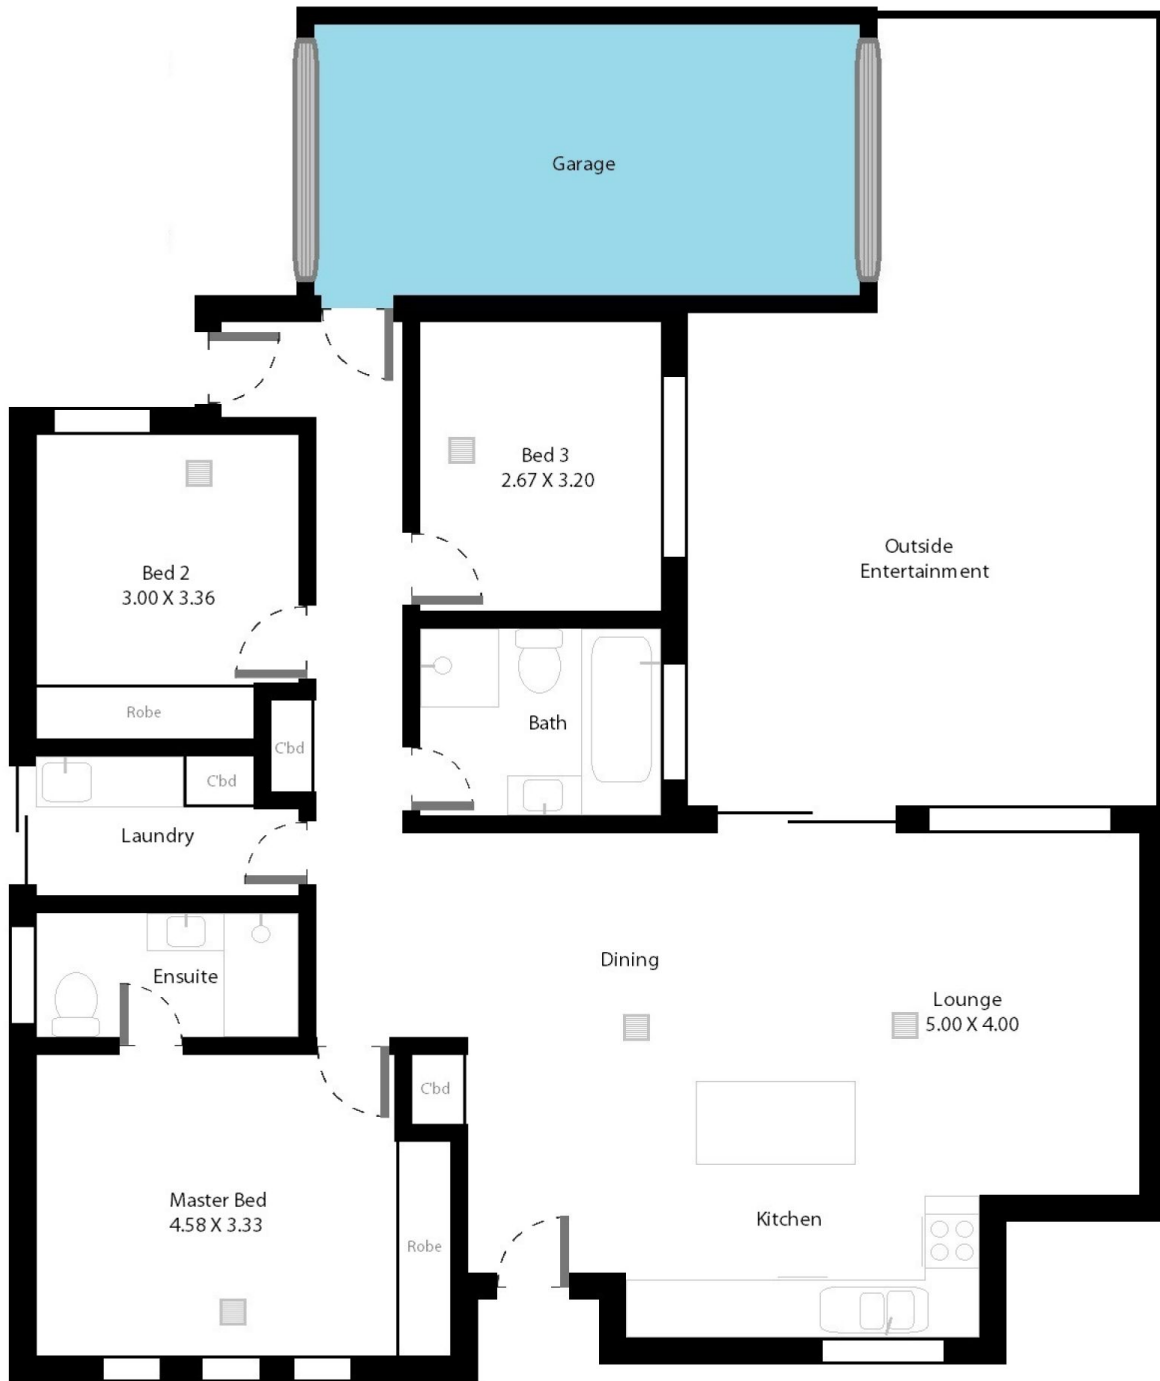 Garage
Bed 3
2.67 X 3.20
Outside
Entertainment
Bed 2
3.00 X 3.36
Robe
Bath
C'bd
C'bd
Laundry
Dining
Ensuite
Lounge
5.00 X 4.00
C'bd
Master Bed
4.58 X 3.33
Kitchen
Robe